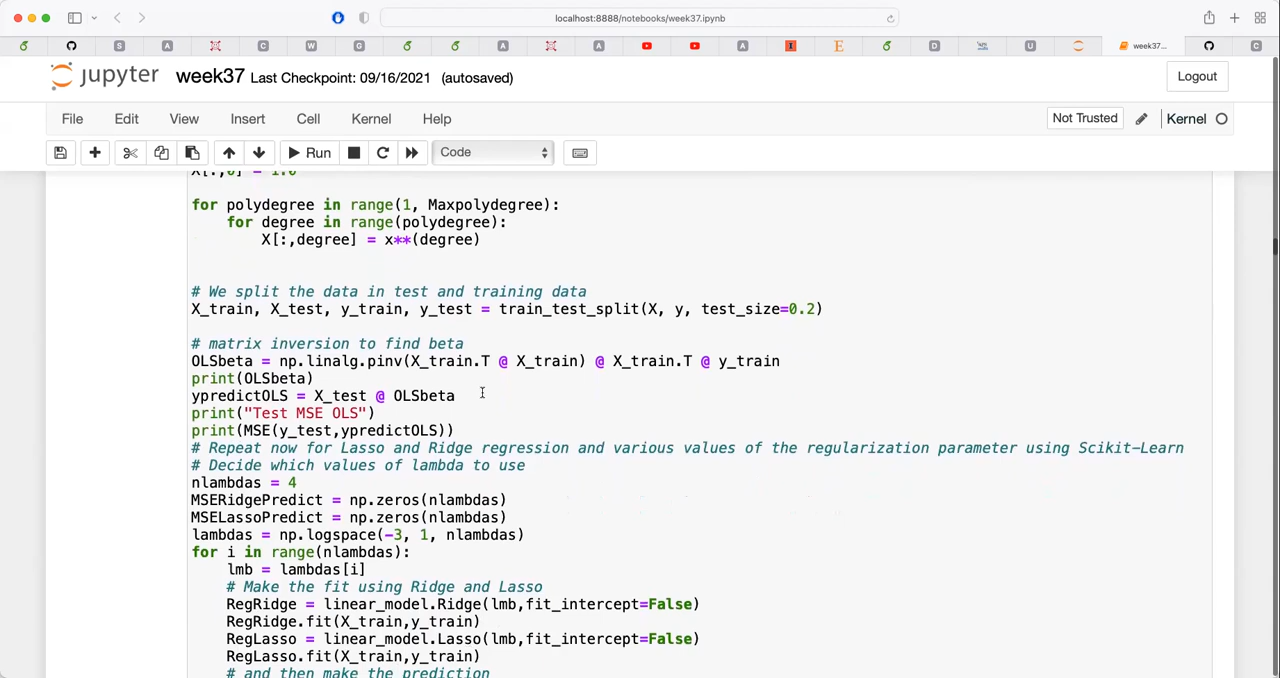 localhost:8888/notebooks/week37.ipynb
week37...
jupyter week37 Last Checkpoint: 09/16/2021 (autosaved)
Logout
File Edit View Insert Cell Kernel Help
Not Trusted
Kernel
Run
Code
X[:,0] = 1.0
for polydegree in range(1, Maxpolydegree):
for degree in range(polydegree):
X[:,degree] = x**(degree)
# We split the data in test and training data
X_train, X_test, y_train, y_test = train_test_split(X, y, test_size=0.2)
# matrix inversion to find beta
OLSbeta = np.linalg.pinv(X_train.T @ X_train) @ X_train.T @ y_train
print(OLSbeta)
ypredictOLS = X_test @ OLSbeta
print("Test MSE OLS")
print(MSE(y_test,ypredictOLS))
# Repeat now for Lasso and Ridge regression and various values of the regularization parameter using Scikit-Learn
# Decide which values of lambda to use
nlambdas = 4
MSERidgePredict = np.zeros(nlambdas)
MSELassoPredict = np.zeros(nlambdas)
lambdas = np.logspace(-3, 1, nlambdas)
for i in range(nlambdas):
lmb = lambdas[i]
# Make the fit using Ridge and Lasso
RegRidge = linear_model.Ridge(lmb,fit_intercept=False)
RegRidge.fit(X_train,y_train)
RegLasso = linear_model.Lasso(lmb,fit_intercept=False)
RegLasso.fit(X_train,y_train)
# and then make the prediction